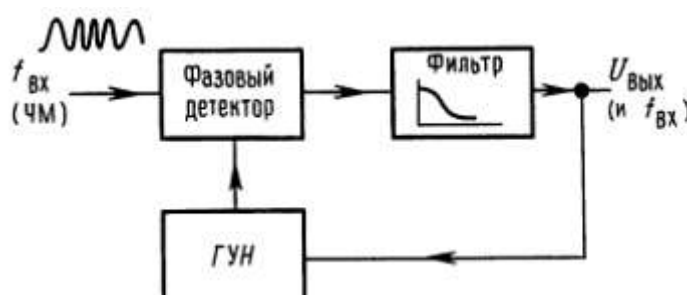 f вх
(ЧМ)
Фазовый
детектор
Фильтр
U вых
(и f вх)
ГУН